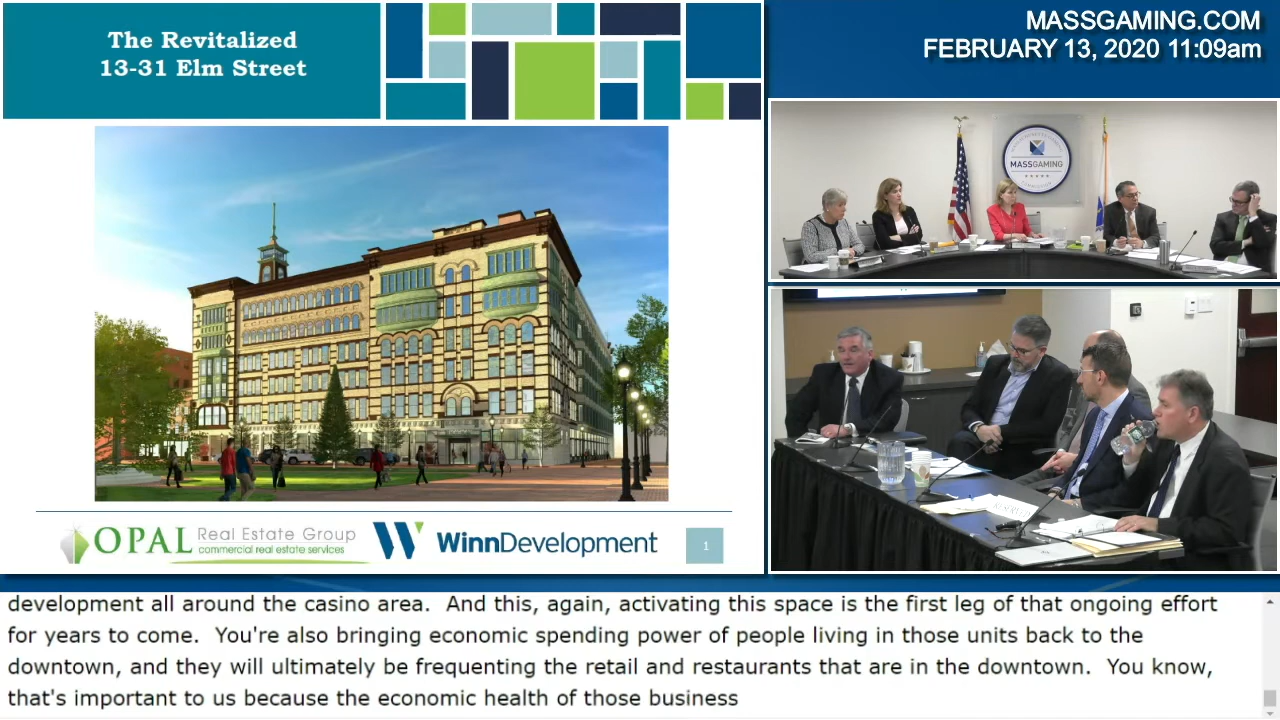 The Revitalized
13-31 Elm Street
MASSGAMING.COM
FEBRUARY 13, 2020 11:09am
MASSGAMING
OPAL Real Estate Group
commercial real estate services
WinnDevelopment
1
development all around the casino area.  And this, again, activating this space is the first leg of that ongoing effort
for years to come.  You're also bringing economic spending power of people living in those units back to the
downtown, and they will ultimately be frequenting the retail and restaurants that are in the downtown.  You know,
that's important to us because the economic health of those business